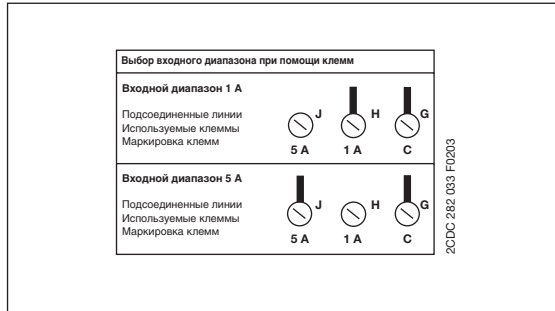 Выбор входного диапазона при помощи клемм
Входной диапазон 1 А
Подсоединенные линии
Используемые клеммы
Маркировка клемм
J H G
5 A 1 A C
Входной диапазон 5 А
Подсоединенные линии
Используемые клеммы
Маркировка клемм
J H G
5 A 1 A C
2CDC 282 033 F0203